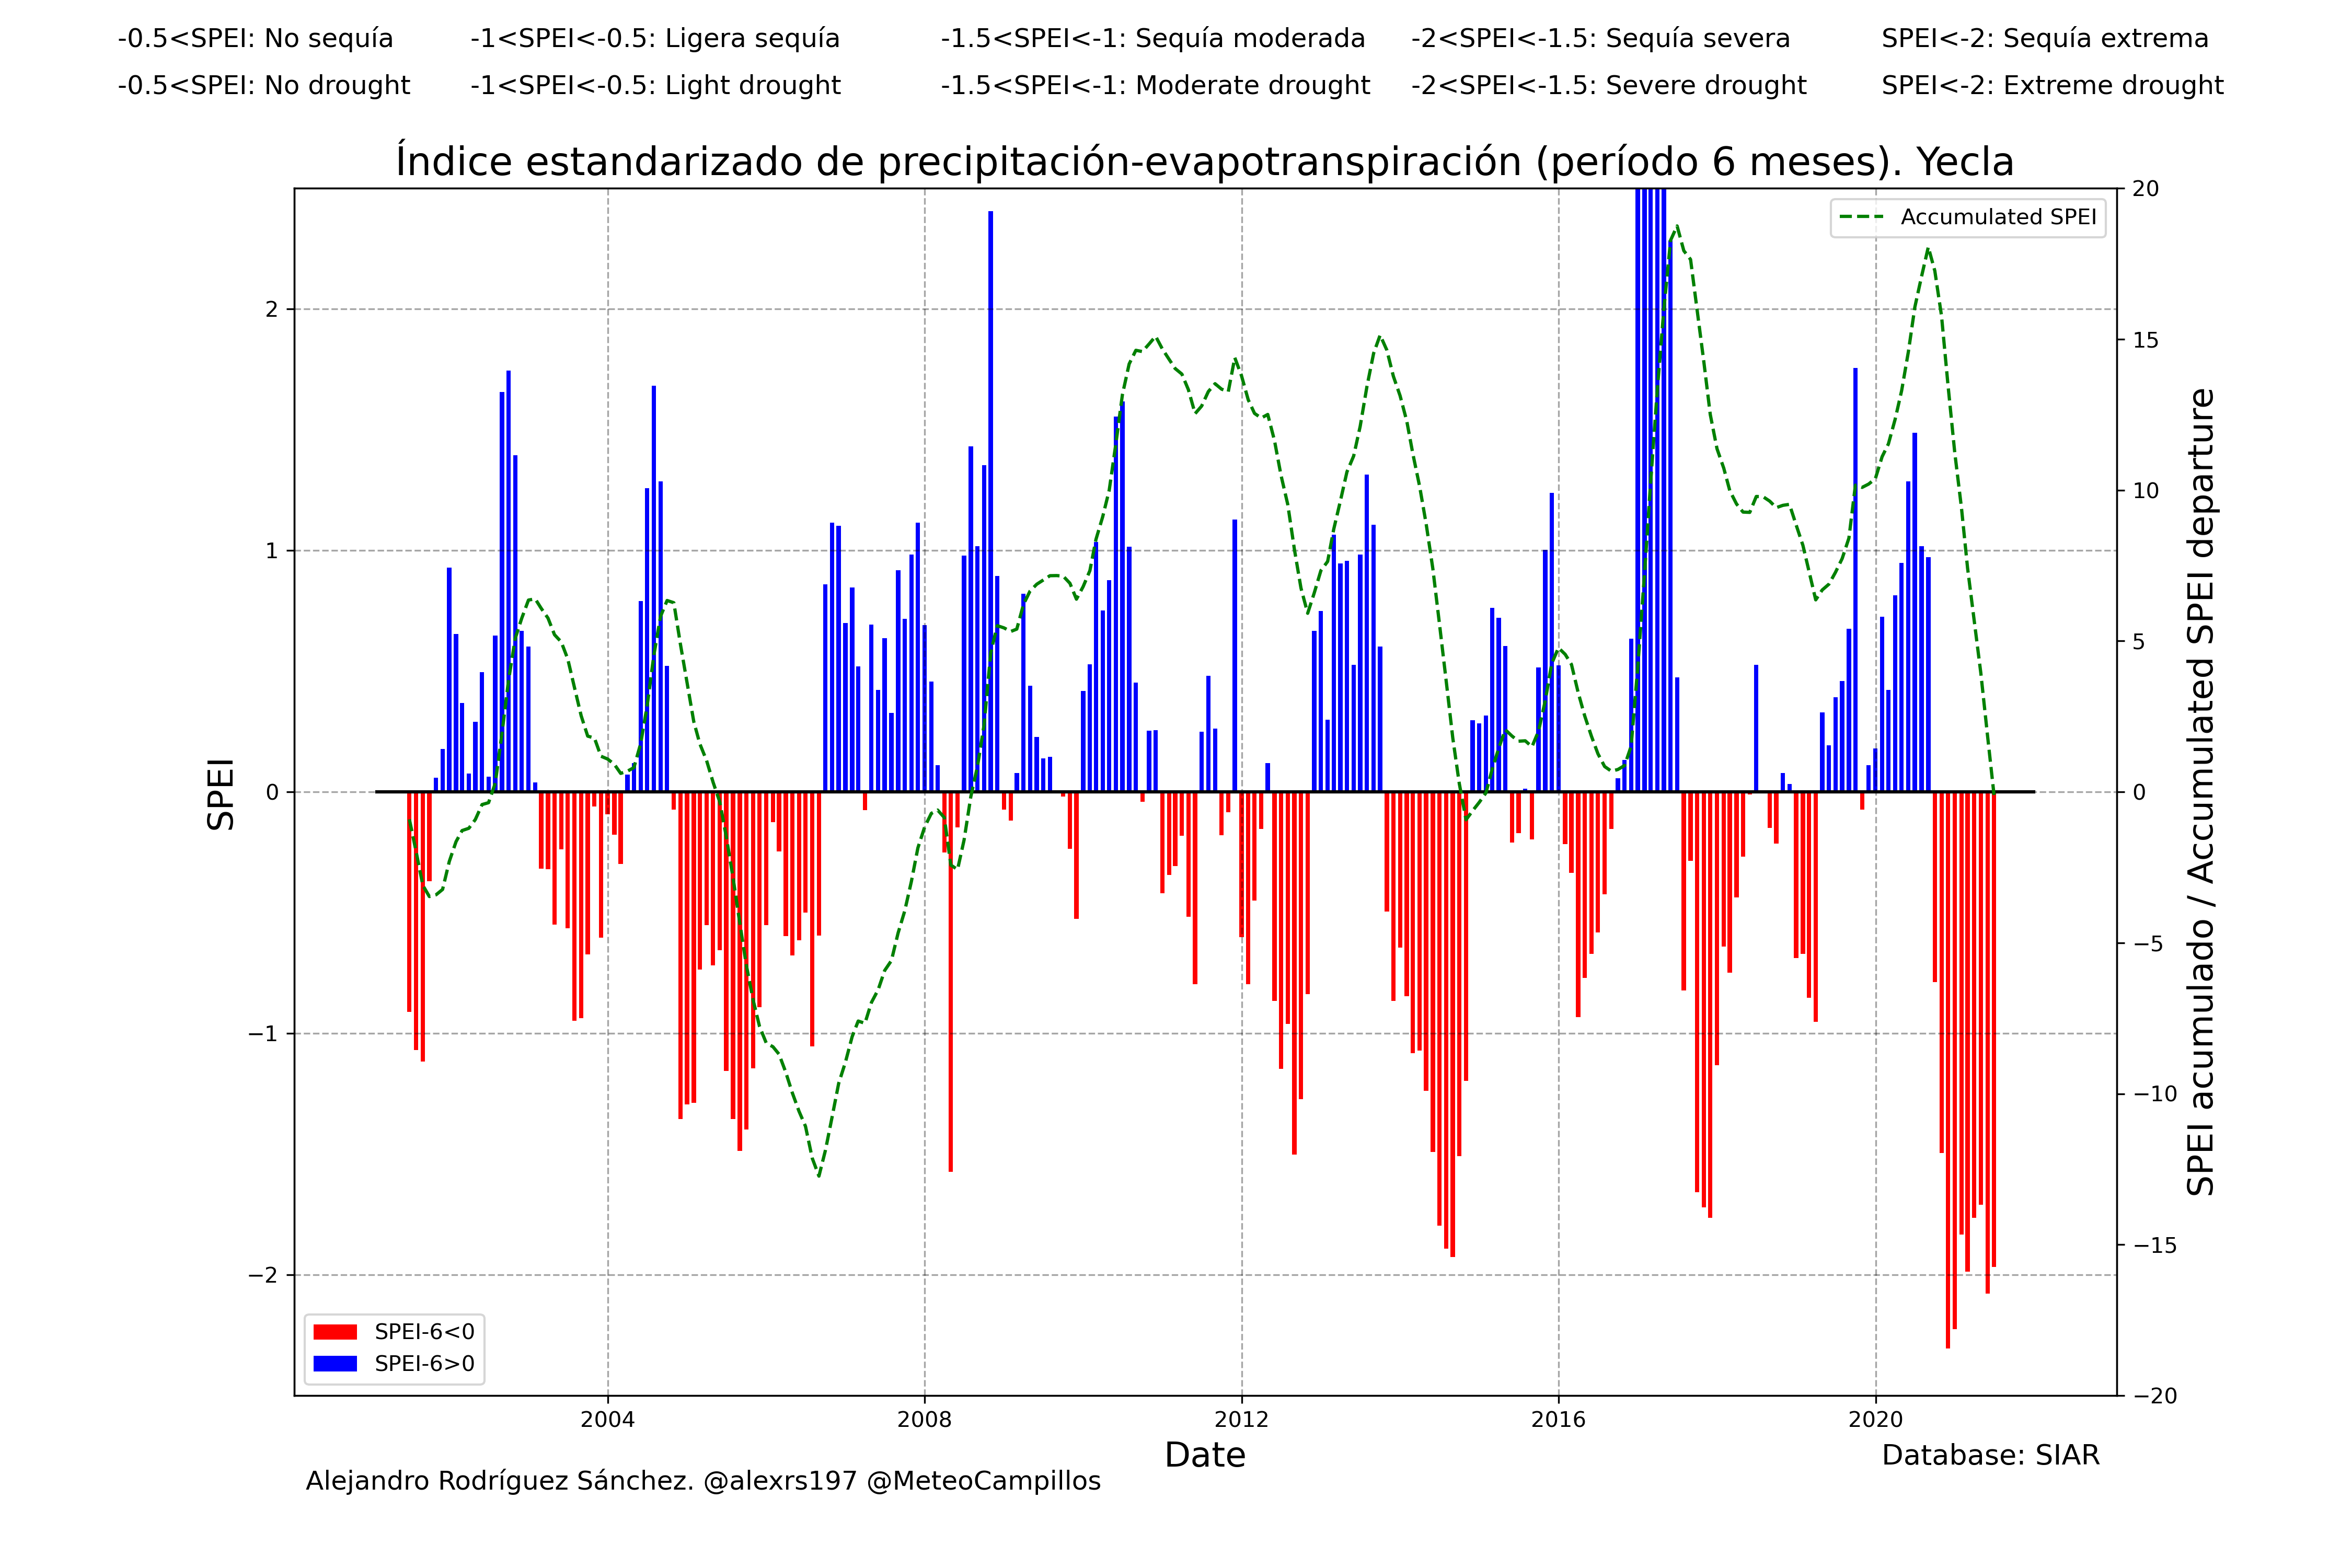 -0.5<SPEI: No sequía -1<SPEI<-0.5: Ligera sequía -1.5<SPEI<-1: Sequía moderada -2<SPEI<-1.5: Sequía severa SPEI<-2: Sequía extrema
-0.5<SPEI: No drought -1<SPEI<-0.5: Light drought -1.5<SPEI<-1: Moderate drought -2<SPEI<-1.5: Severe drought SPEI<-2: Extreme drought
Índice estandarizado de precipitación-evapotranspiración (período 6 meses). Yecla
Accumulated SPEI
SPEI
2
1
0
−1
−2
20
15
10
5
0
−5
−10
−15
−20
SPEI acumulado / Accumulated SPEI departure
SPEI-6<0
SPEI-6>0
2004 2008 2012 2016 2020
Date
Database: SIAR
Alejandro Rodríguez Sánchez. @alexrs197 @MeteoCampillos